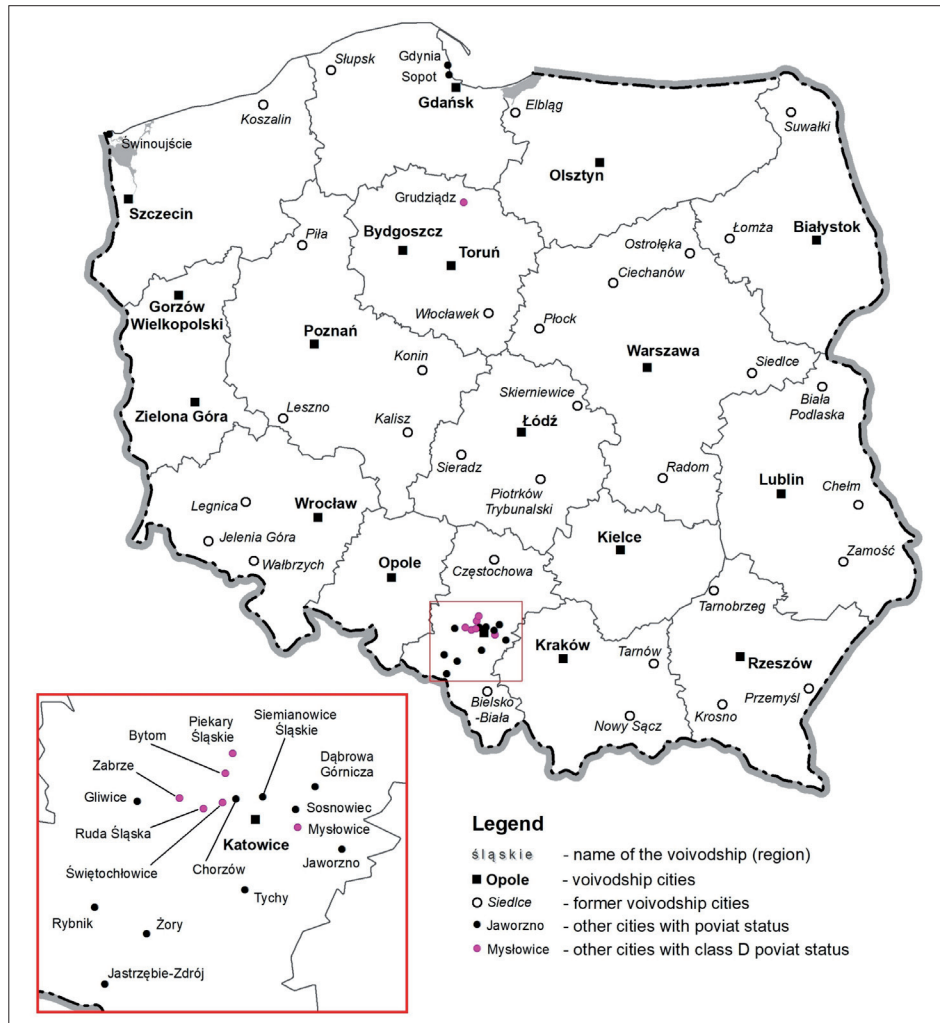 Słupsk
Gdynia
Sopot
Gdańsk
Koszalin
Elbląg
Suwałki
Świnoujście
Olsztyn
Szczecin
Grudziądz
Piła
Bydgoszcz
Toruń
Ostrołęka
Łomża
Białystok
Ciechanów
Gorzów
Wielkopolski
Włocławek
Płock
Poznań
Konin
Warszawa
Siedlce
Skierniewice
Biała
Podlaska
Zielona Góra
Leszno
Kalisz
Łódź
Sieradz
Radom
Lublin
Chełm
Legnica
Wrocław
Piotrków
Trybunalski
Jelenia Góra
Kielce
Zamość
Wałbrzych
Opole
Częstochowa
Tarnobrzeg
Kraków
Tarnów
Rzeszów
Bielsko
-Biała
Nowy Sącz
Krosno
Przemyśl
Piekary
Śląskie
Siemianowice
Śląskie
Bytom
Dąbrowa
Górnicza
Zabrze
Gliwice
Sosnowiec
Ruda Śląska
Mysłowice
Katowice
Świętochłowice
Chorzów
Jaworzno
Tychy
Rybnik
Żory
Jastrzębie-Zdrój
Legend
śląskie - name of the voivodship (region)
Opole - voivodship cities
Siedlce - former voivodship cities
Jaworzno - other cities with poviat status
Mysłowice - other cities with class D poviat status